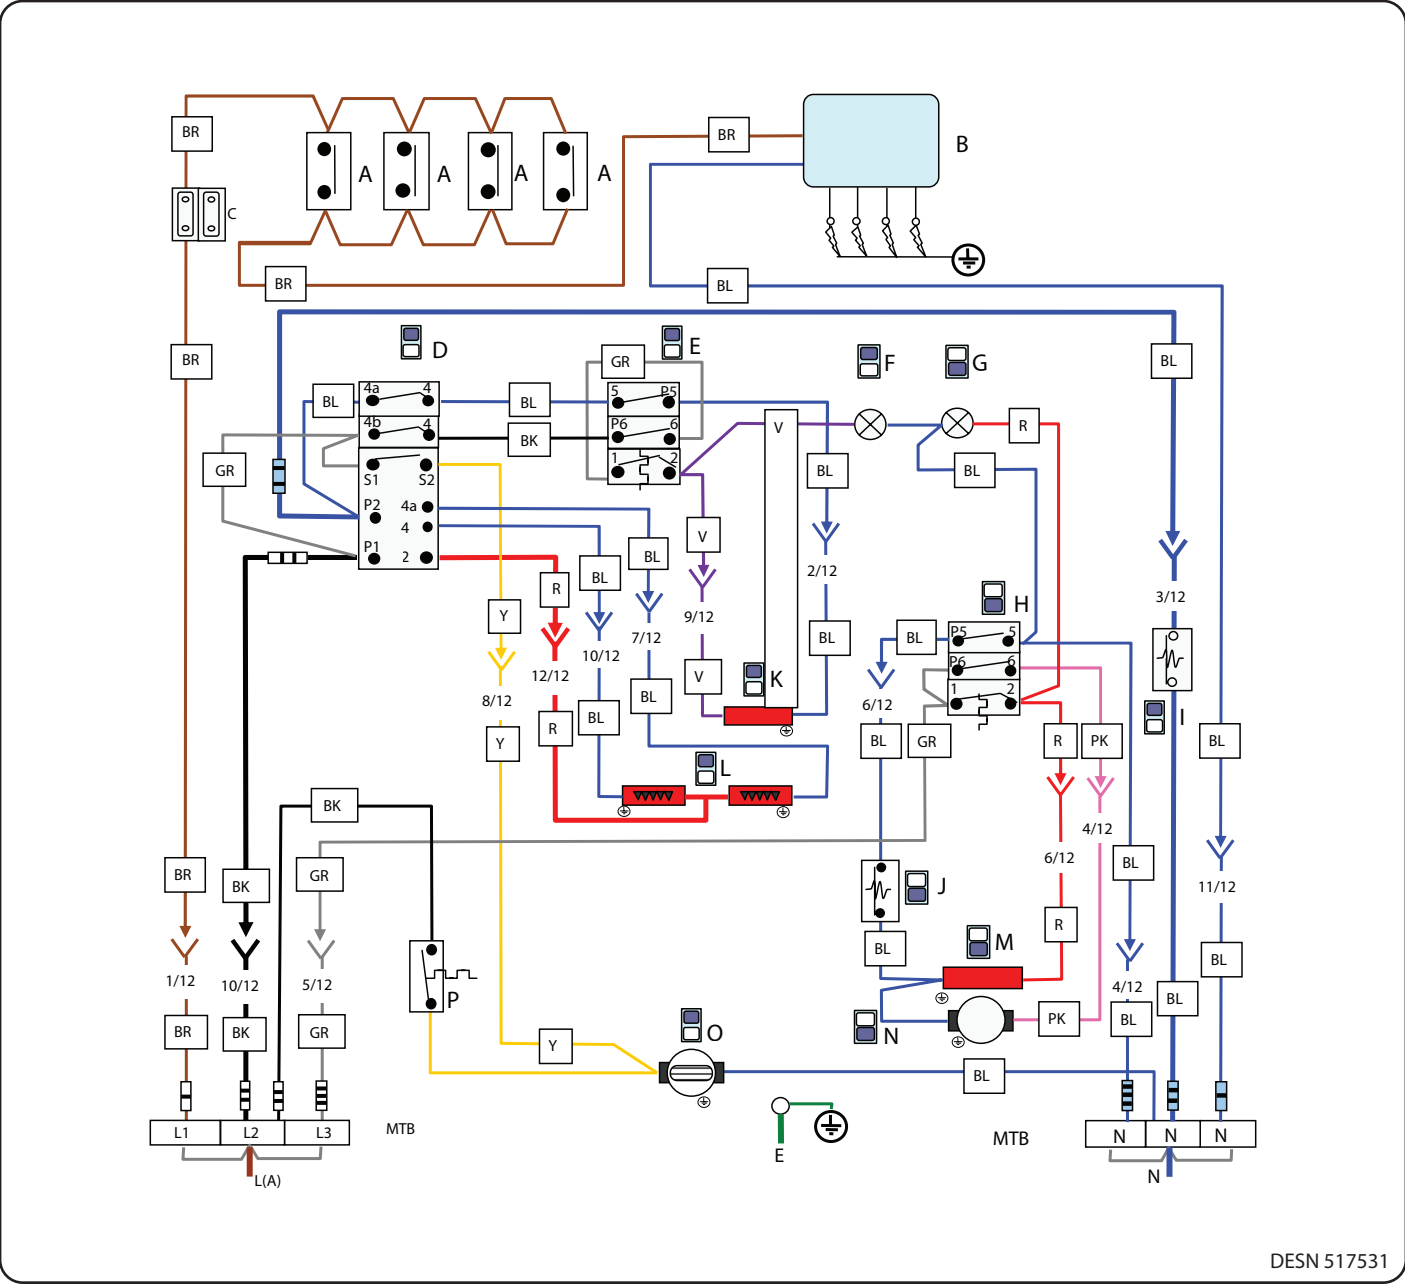 BR
BR
B
A
A
A
A
C
BR
BL
D
E
GR
F
G
BR
BL
4a
4
BL
BL
5
P5
4b
4
BK
P6
6
V
R
GR
1
2
BL
BL
S1
S2
P2
4a
4
V
BL
P1
2
BL
2/12
R
H
3/12
Y
9/12
P5
5
BL
BL
7/12
10/12
P6
6
12/12
V
K
1
2
8/12
BL
6/12
BL
I
Y
R
BL
GR
R
PK
BL
L
BK
4/12
6/12
BL
BR
BK
GR
J
11/12
R
BL
M
BL
1/12
10/12
5/12
P
4/12
BL
BR
BK
GR
O
N
PK
BL
Y
BL
L1
L2
L3
MTB
E
MTB
N
N
N
L(A)
N
DESN 517531